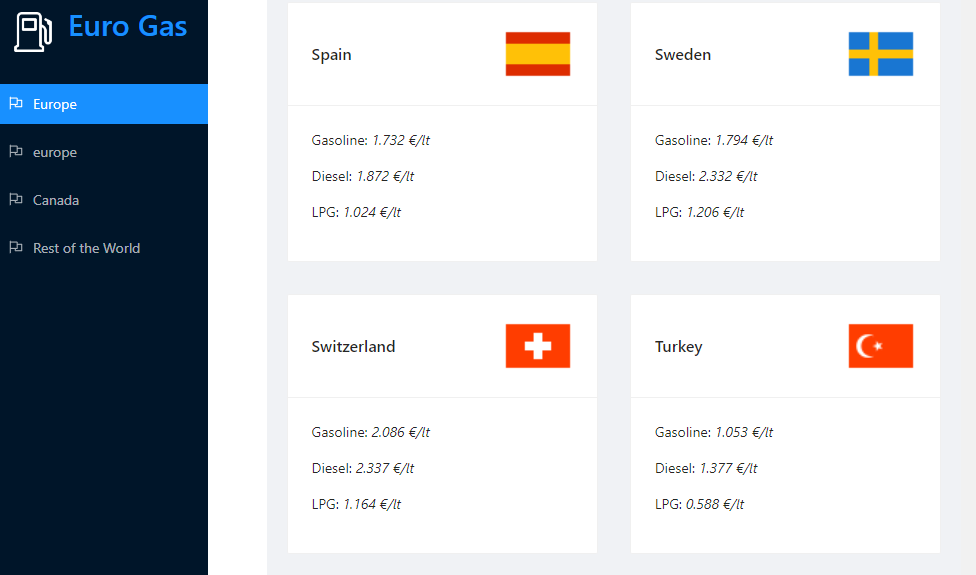 Euro Gas
Europe
europe
Canada
Rest of the World
Spain
Gasoline: 1.732 €/lt
Diesel: 1.872 €/lt
LPG: 1.024 €/lt
Sweden
Gasoline: 1.794 €/lt
Diesel: 2.332 €/lt
LPG: 1.206 €/lt
Switzerland
Gasoline: 2.086 €/lt
Diesel: 2.337 €/lt
LPG: 1.164 €/lt
Turkey
Gasoline: 1.053 €/lt
Diesel: 1.377 €/lt
LPG: 0.588 €/lt